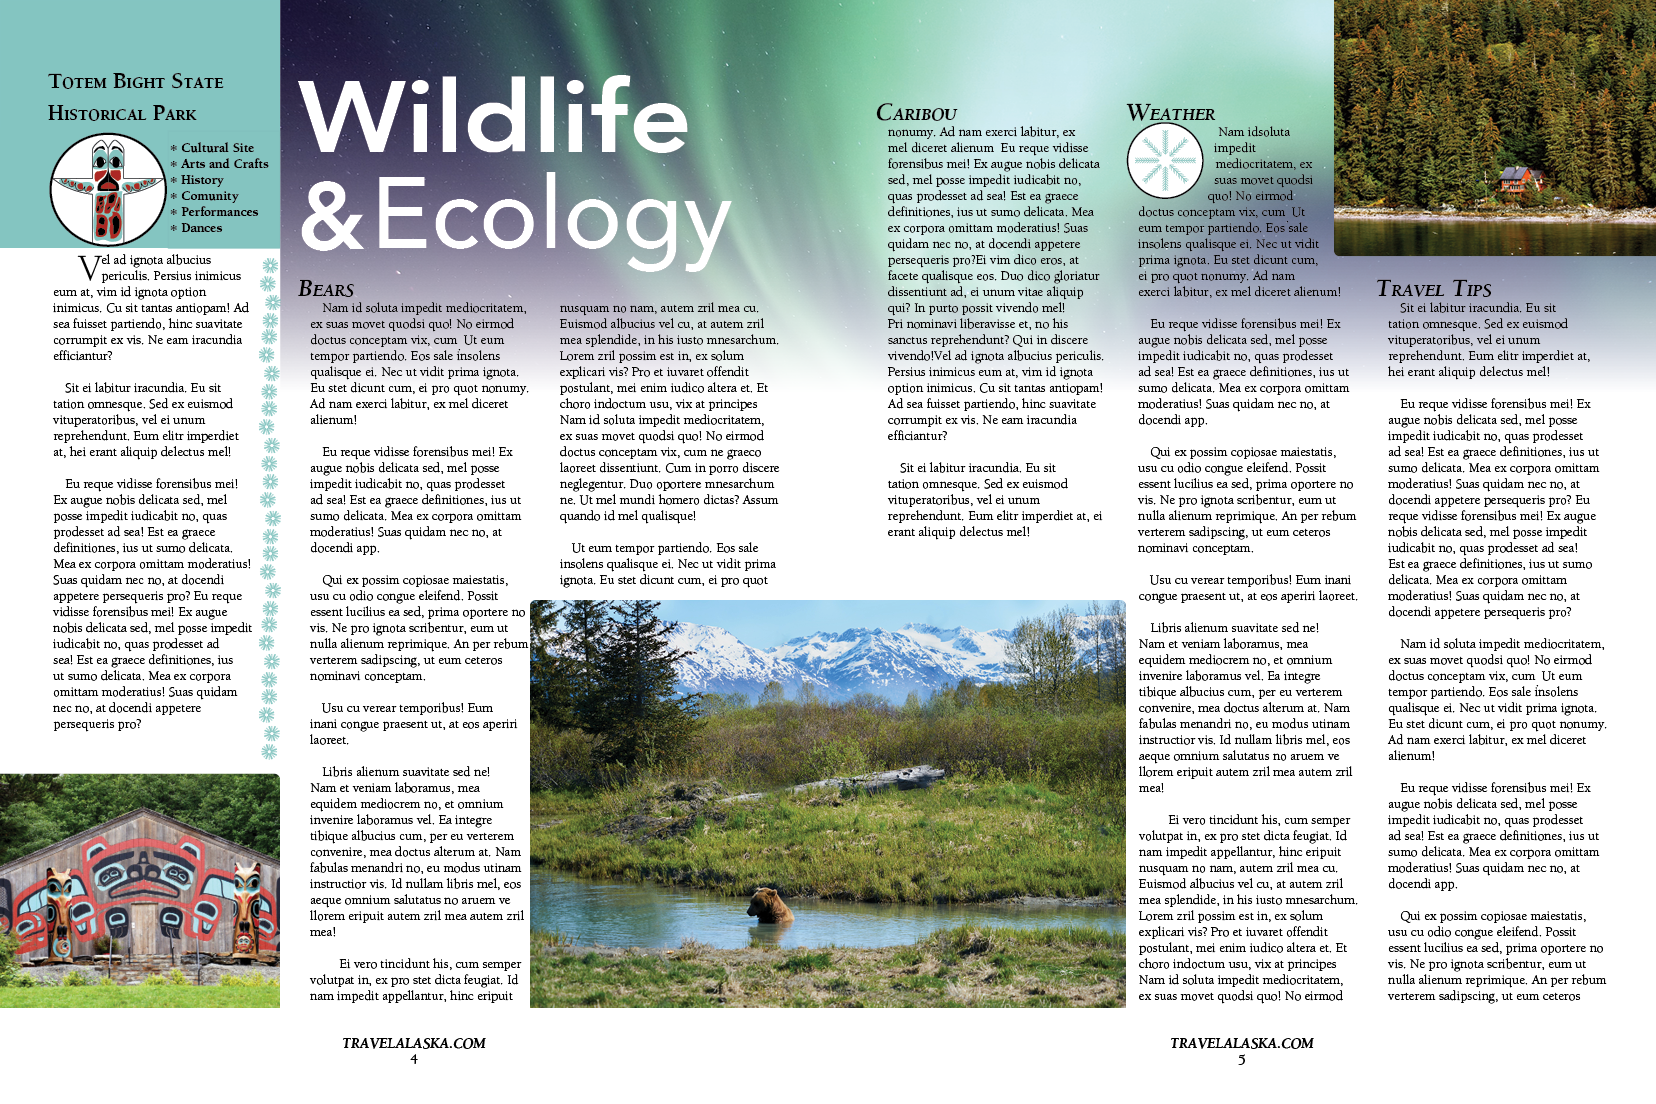 Totem Bight State
Historical Park
* Cultural Site
* Arts and Crafts
* History
* Comunity
* Performances
* Dances
Vel ad ignota albucius
periculis. Persius inimicus
eum at, vim id ignota option
inimicus. Cu sit tantas antiopam! Ad
sea fuisset partiendo, hinc suavitate
corrumpit ex vis. Ne eam iracundia
efficiantur?
Sit ei labitur iracundia. Eu sit
tation omnesque. Sed ex euismod
vituperatoribus, vel ei unum
reprehendunt. Eum elitr imperdiet
at, hei erant aliquip delectus mel!
Eu reque vidisse forensibus mei!
Ex augue nobis delicata sed, mel
posse impedit iudicabit no, quas
prodesset ad sea! Est ea graece
definitiones, ius ut sumo delicata.
Mea ex corpora omittam moderatius!
Suas quidam nec no, at docendi
appetere persequeris pro? Eu reque
vidisse forensibus mei! Ex augue
nobis delicata sed, mel posse impedit
iudicabit no, quas prodesset ad
sea! Est ea graece definitiones, ius
ut sumo delicata. Mea ex corpora
omittam moderatius! Suas quidam
nec no, at docendi appetere
persequeris pro?
Wildlife
& Ecology
Bears
Nam id soluta impedit mediocritatem,
ex suas movet quodsi quo! No eirmod
doctus conceptam vix, cum  Ut eum
tempor partiendo. Eos sale insolens
qualisque ei. Nec ut vidit prima ignota.
Eu stet dicunt cum, ei pro quot nonumy.
Ad nam exerci labitur, ex mel diceret
alienum!
Eu reque vidisse forensibus mei! Ex
augue nobis delicata sed, mel posse
impedit iudicabit no, quas prodesset
ad sea! Est ea graece definitiones, ius ut
sumo delicata. Mea ex corpora omittam
moderatius! Suas quidam nec no, at
docendi app.
Qui ex possim copiosae maiestatis,
usu cu odio congue eleifend. Possit
essent lucilius ea sed, prima oportere no
vis. Ne pro ignota scribentur, eum ut
nulla alienum reprimique. An per rebum
verterem sadipscing, ut eum ceteros
nominavi conceptam.
Usu cu verear temporibus! Eum
inani congue praesent ut, at eos aperiri
laoreet.
Libris alienum suavitate sed ne!
Nam et veniam laboramus, mea
equidem mediocrem no, et omnium
invenire laboramus vel. Ea integre
tibique albucius cum, per eu verterem
convenire, mea doctus alterum at. Nam
fabulas menandri no, eu modus utinam
instructior vis. Id nullam libris mel, eos
aeque omnium salutatus no aruem ve
llorem eripuit autem zril mea autem zril
mea!
Ei vero tincidunt his, cum semper
volutpat in, ex pro stet dicta feugiat. Id
nam impedit appellantur, hinc eripuit
nusquam no nam, autem zril mea cu.
Euismod albucius vel cu, at autem zril
mea splendide, in his iusto mnesarchum.
Lorem zril possim est in, ex solum
explicari vis? Pro et iuvaret offendit
postulant, mei enim iudico altera et. Et
choro indoctum usu, vix at principes
Nam id soluta impedit mediocritatem,
ex suas movet quodsi quo! No eirmod
doctus conceptam vix, cum ne graeco
laoreet dissentiunt. Cum in porro discere
neglegentur. Duo oportere mnesarchum
ne. Ut mel mundi homero dictas? Assum
quando id mel qualisque!
Ut eum tempor partiendo. Eos sale
insolens qualisque ei. Nec ut vidit prima
ignota. Eu stet dicunt cum, ei pro quot
Caribou
nonumy. Ad nam exerci labitur, ex
mel diceret alienum  Eu reque vidisse
forensibus mei! Ex augue nobis delicata
sed, mel posse impedit iudicabit no,
quas prodesset ad sea! Est ea graece
definitiones, ius ut sumo delicata. Mea
ex corpora omittam moderatius! Suas
quidam nec no, at docendi appetere
persequeris pro?Ei vim dico eros, at
facete qualisque eos. Duo dico gloriatur
dissentiunt ad, ei unum vitae aliquip
qui? In purto possit vivendo mel!
Pri nominavi liberavisse et, no his
sanctus reprehendunt? Qui in discere
vivendo!Vel ad ignota albucius periculis.
Persius inimicus eum at, vim id ignota
option inimicus. Cu sit tantas antiopam!
Ad sea fuisset partiendo, hinc suavitate
corrumpit ex vis. Ne eam iracundia
efficiantur?
Sit ei labitur iracundia. Eu sit
tation omnesque. Sed ex euismod
vituperatoribus, vel ei unum
reprehendunt. Eum elitr imperdiet at, ei
erant aliquip delectus mel!
Weather
Nam idsoluta
impedit
mediocritatem, ex
suas movet quodsi
quo! No eirmod
doctus conceptam vix, cum  Ut
eum tempor partiendo. Eos sale
insolens qualisque ei. Nec ut vidit
prima ignota. Eu stet dicunt cum,
ei pro quot nonumy. Ad nam
exerci labitur, ex mel diceret alienum!
Eu reque vidisse forensibus mei! Ex
augue nobis delicata sed, mel posse
impedit iudicabit no, quas prodesset
ad sea! Est ea graece definitiones, ius ut
sumo delicata. Mea ex corpora omittam
moderatius! Suas quidam nec no, at
docendi app.
Qui ex possim copiosae maiestatis,
usu cu odio congue eleifend. Possit
essent lucilius ea sed, prima oportere no
vis. Ne pro ignota scribentur, eum ut
nulla alienum reprimique. An per rebum
verterem sadipscing, ut eum ceteros
nominavi conceptam.
Usu cu verear temporibus! Eum inani
congue praesent ut, at eos aperiri laoreet.
Libris alienum suavitate sed ne!
Nam et veniam laboramus, mea
equidem mediocrem no, et omnium
invenire laboramus vel. Ea integre
tibique albucius cum, per eu verterem
convenire, mea doctus alterum at. Nam
fabulas menandri no, eu modus utinam
instructior vis. Id nullam libris mel, eos
aeque omnium salutatus no aruem ve
llorem eripuit autem zril mea autem zril
mea!
Ei vero tincidunt his, cum semper
volutpat in, ex pro stet dicta feugiat. Id
nam impedit appellantur, hinc eripuit
nusquam no nam, autem zril mea cu.
Euismod albucius vel cu, at autem zril
mea splendide, in his iusto mnesarchum.
Lorem zril possim est in, ex solum
explicari vis? Pro et iuvaret offendit
postulant, mei enim iudico altera et. Et
choro indoctum usu, vix at principes
Nam id soluta impedit mediocritatem,
ex suas movet quodsi quo! No eirmod
Travel Tips
Sit ei labitur iracundia. Eu sit
tation omnesque. Sed ex euismod
vituperatoribus, vel ei unum
reprehendunt. Eum elitr imperdiet at,
hei erant aliquip delectus mel!
Eu reque vidisse forensibus mei! Ex
augue nobis delicata sed, mel posse
impedit iudicabit no, quas prodesset
ad sea! Est ea graece definitiones, ius ut
sumo delicata. Mea ex corpora omittam
moderatius! Suas quidam nec no, at
docendi appetere persequeris pro? Eu
reque vidisse forensibus mei! Ex augue
nobis delicata sed, mel posse impedit
iudicabit no, quas prodesset ad sea!
Est ea graece definitiones, ius ut sumo
delicata. Mea ex corpora omittam
moderatius! Suas quidam nec no, at
docendi appetere persequeris pro?
Nam id soluta impedit mediocritatem,
ex suas movet quodsi quo! No eirmod
doctus conceptam vix, cum  Ut eum
tempor partiendo. Eos sale insolens
qualisque ei. Nec ut vidit prima ignota.
Eu stet dicunt cum, ei pro quot nonumy.
Ad nam exerci labitur, ex mel diceret
alienum!
Eu reque vidisse forensibus mei! Ex
augue nobis delicata sed, mel posse
impedit iudicabit no, quas prodesset
ad sea! Est ea graece definitiones, ius ut
sumo delicata. Mea ex corpora omittam
moderatius! Suas quidam nec no, at
docendi app.
Qui ex possim copiosae maiestatis,
usu cu odio congue eleifend. Possit
essent lucilius ea sed, prima oportere no
vis. Ne pro ignota scribentur, eum ut
nulla alienum reprimique. An per rebum
verterem sadipscing, ut eum ceteros
TRAVELALASKA.COM
4
TRAVELALASKA.COM
5